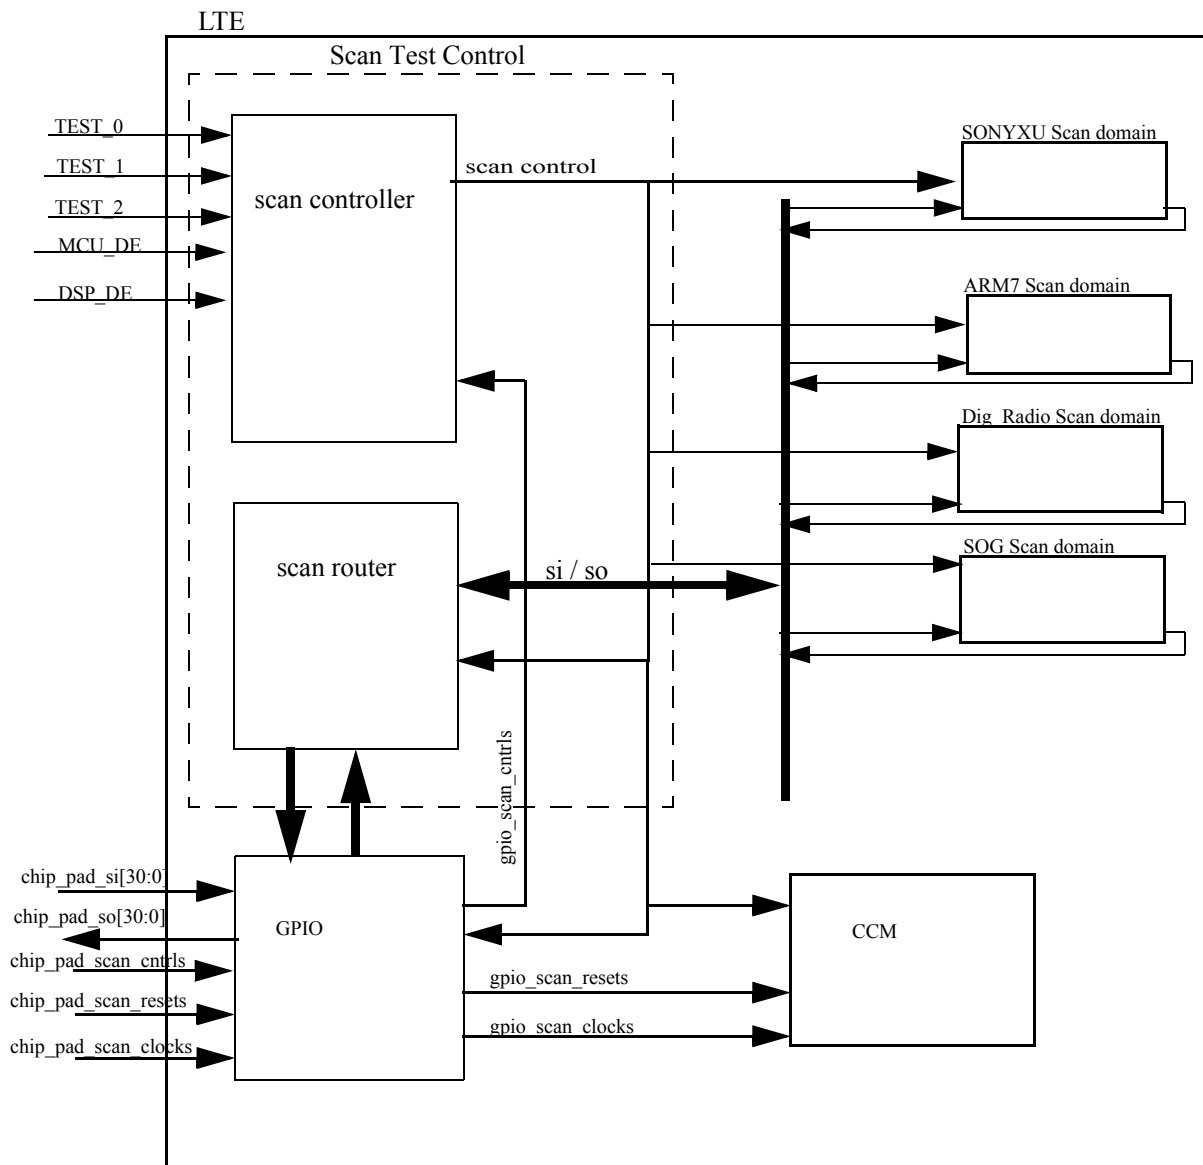 LTE
Scan Test Control
TEST_0
TEST_1
TEST_2
MCU_DE
DSP_DE
scan controller
scan control
SONYXU Scan domain
ARM7 Scan domain
Dig_Radio Scan domain
SOG Scan domain
scan router
si / so
gpio_scan_cntrls
chip_pad_si[30:0]
chip_pad_so[30:0]
chip_pad_scan_cntrls
chip_pad_scan_resets
chip_pad_scan_clocks
GPIO
gpio_scan_resets
gpio_scan_clocks
CCM